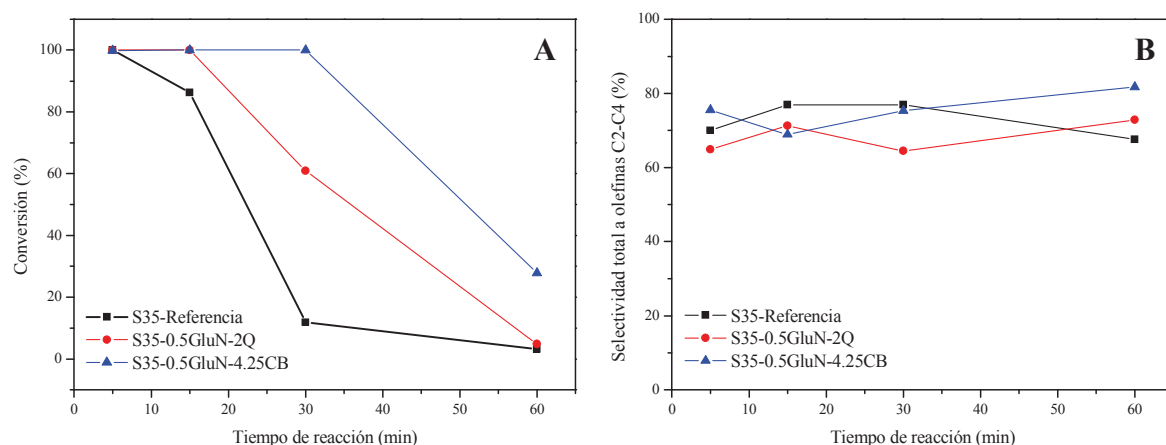 A
Conversión (%)
100
80
60
40
20
0
S35-Referencia
S35-0.5GluN-2Q
S35-0.5GluN-4.25CB
0 10 20 30 40 50 60
Tiempo de reacción (min)
B
Selectividad total a olefinas C2-C4 (%)
100
80
60
40
20
0
S35-Referencia
S35-0.5GluN-2Q
S35-0.5GluN-4.25CB
0 10 20 30 40 50 60
Tiempo de reacción (min)